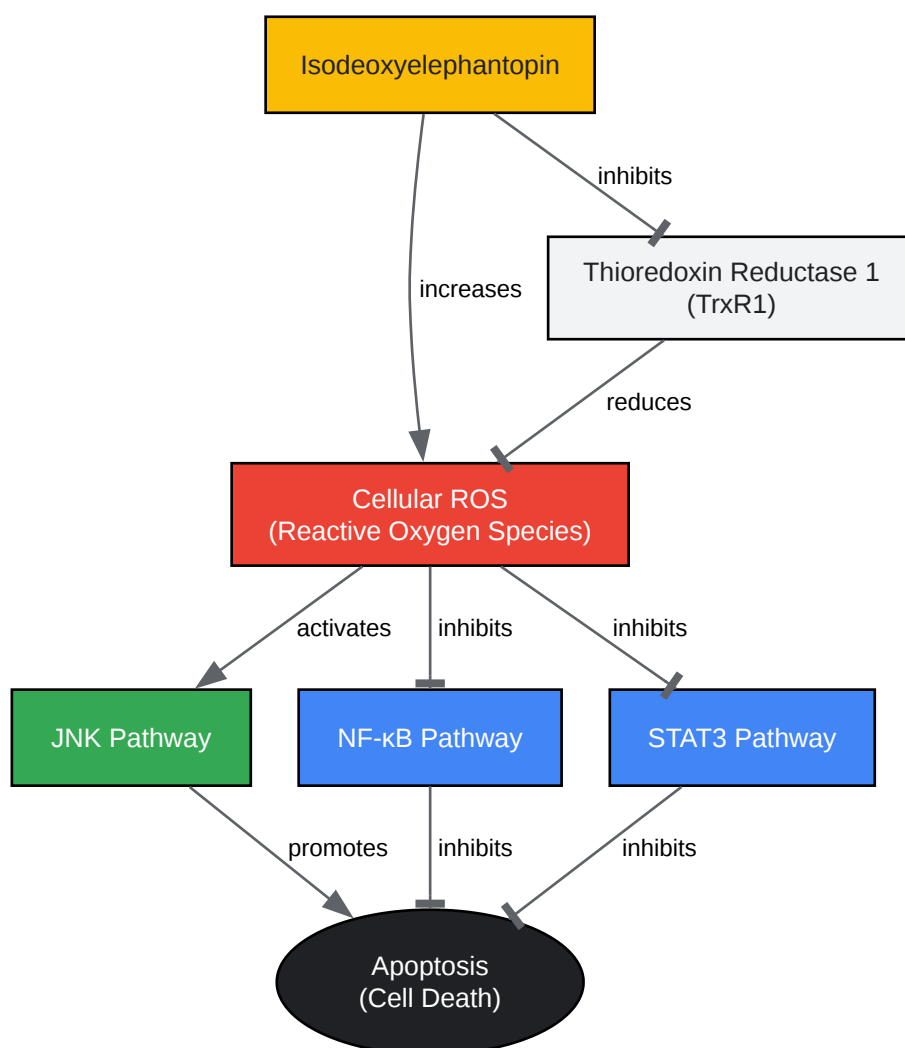 Isodeoxyelephantopin
inhibits
Thioredoxin Reductase 1
(TrxR1)
increases
reduces
Cellular ROS
(Reactive Oxygen Species)
activates
inhibits
inhibits
JNK Pathway
NF-κB Pathway
STAT3 Pathway
promotes
inhibits
inhibits
Apoptosis
(Cell Death)